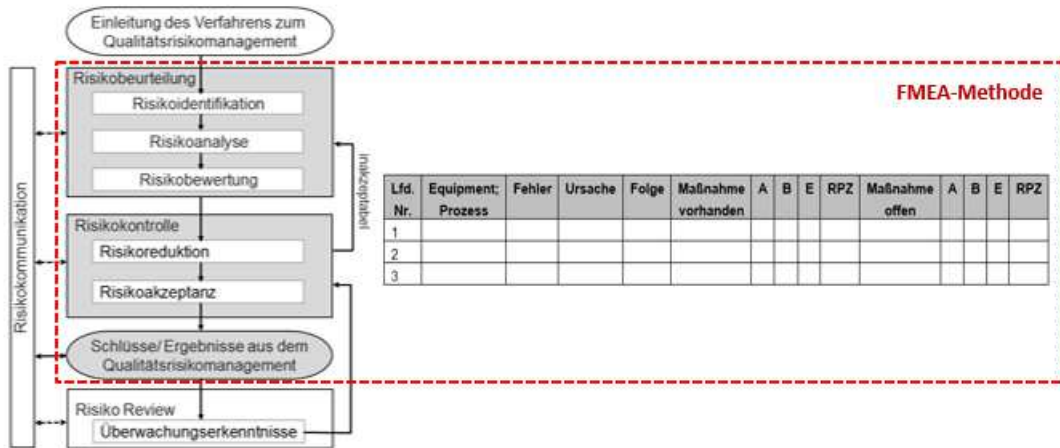 Einleitung des Verfahrens zum
Qualitätsrisikomanagement
Risikokommunikation
Risikobeurteilung
Risikoidentifikation
Risikoanalyse
Risikobewertung
inakzeptabel
Risikokontrolle
Risikoreduktion
Risikoakzeptanz
Schlüsse/ Ergebnisse aus dem
Qualitätsrisikomanagement
Risiko Review
Überwachungserkenntnisse
FMEA-Methode
Lfd. Equipment; Fehler Ursache Folge Maßnahme A B E RPZ Maßnahme A B E RPZ
Nr. Prozess vorhanden offen
1
2
3